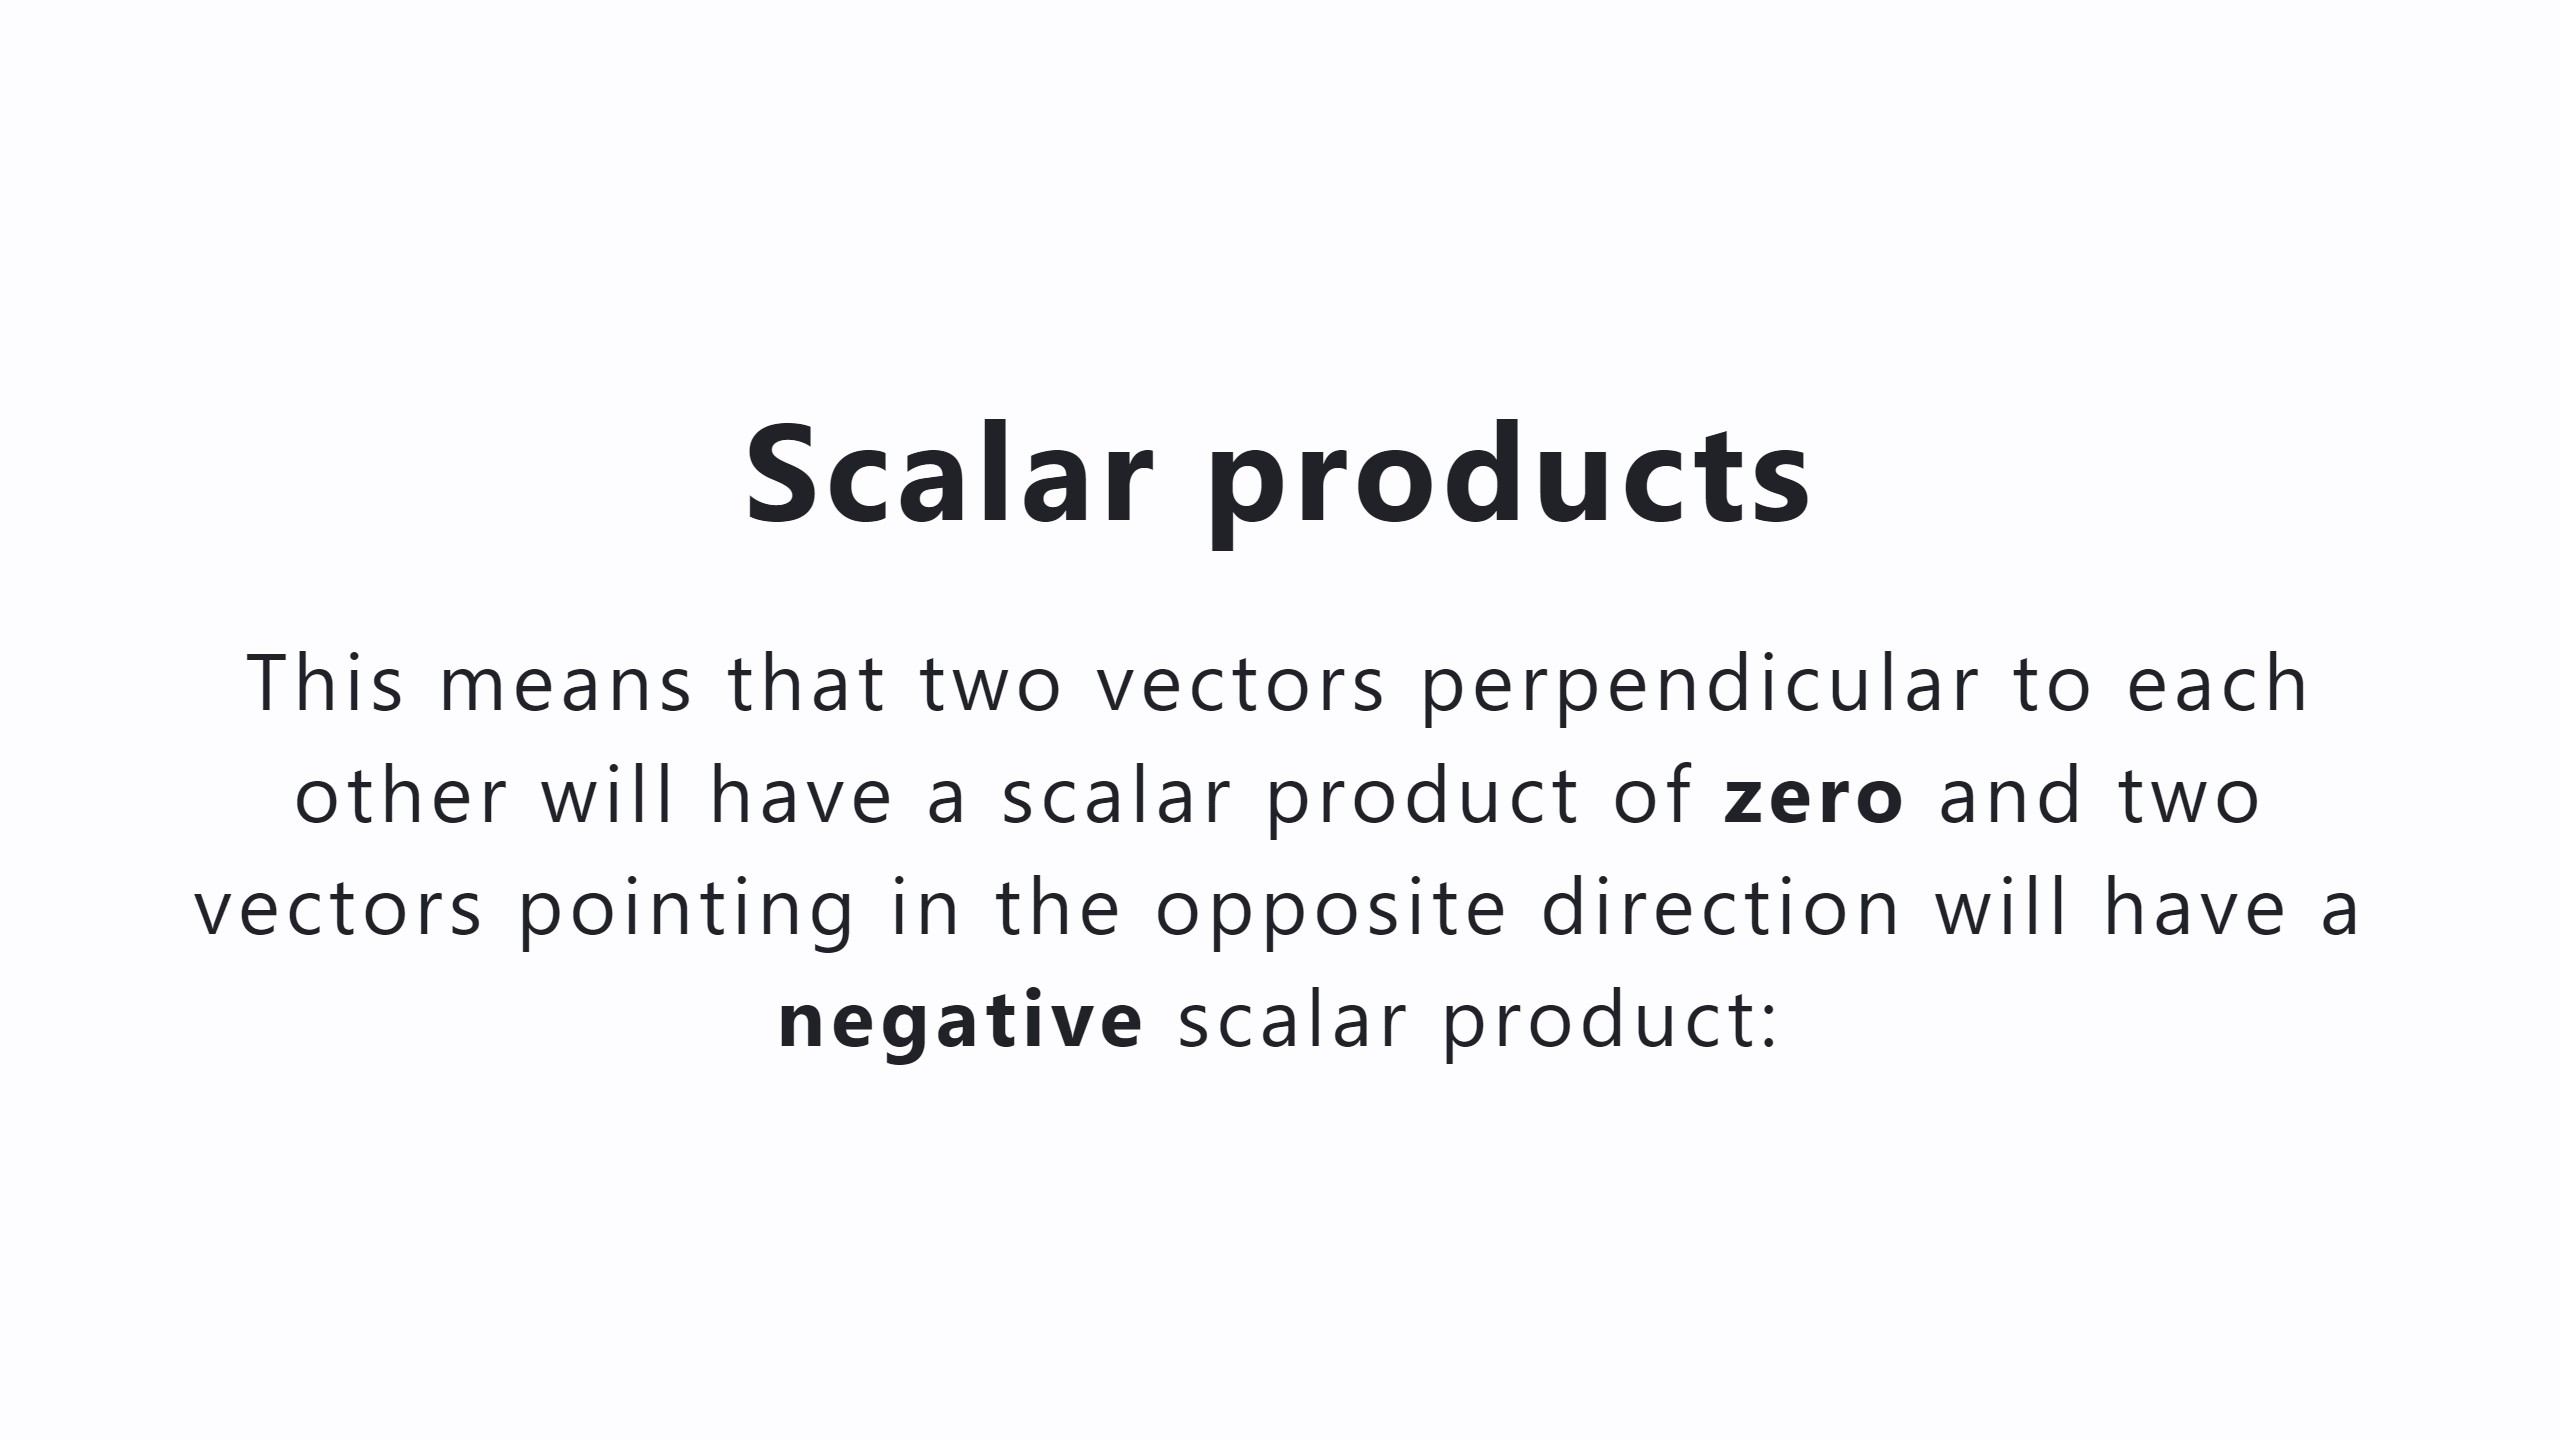 Scalar products
This means that two vectors perpendicular to each
other will have a scalar product of zero and two
vectors pointing in the opposite direction will have a
negative scalar product: